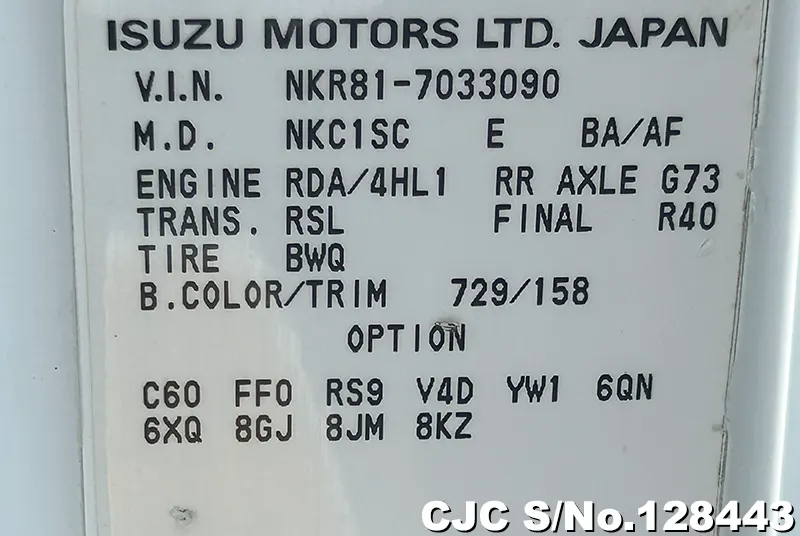 ISUZU MOTORS LTD. JAPAN
V.I.N. NKR81-7033090
M.D. NKC1SC E BA/AF
ENGINE RDA/4HL1 RR AXLE G73
TRANS. RSL FINAL R40
TIRE BWQ
B.COLOR/TRIM 729/158
OPTION
C60 FF0 RS9 V4D YW1 6QN
6XQ 8GJ 8JM 8KZ
CJC S/No.128443